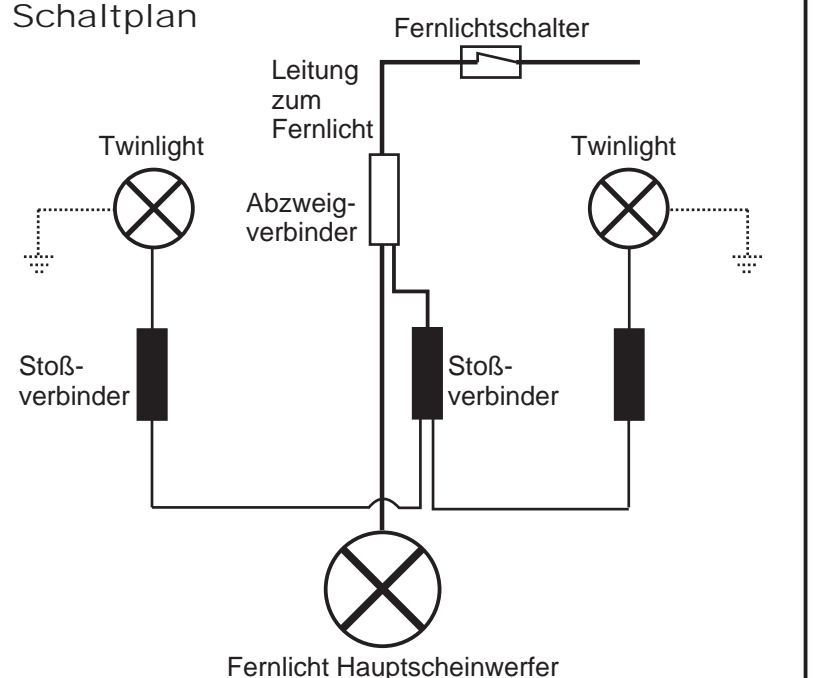 Schaltplan
Fernlichtschalter
Leitung
zum
Fernlicht
Twinlight
Twinlight
Abzweig-
verbinder
Stoß-
verbinder
Stoß-
verbinder
Fernlicht Hauptscheinwerfer